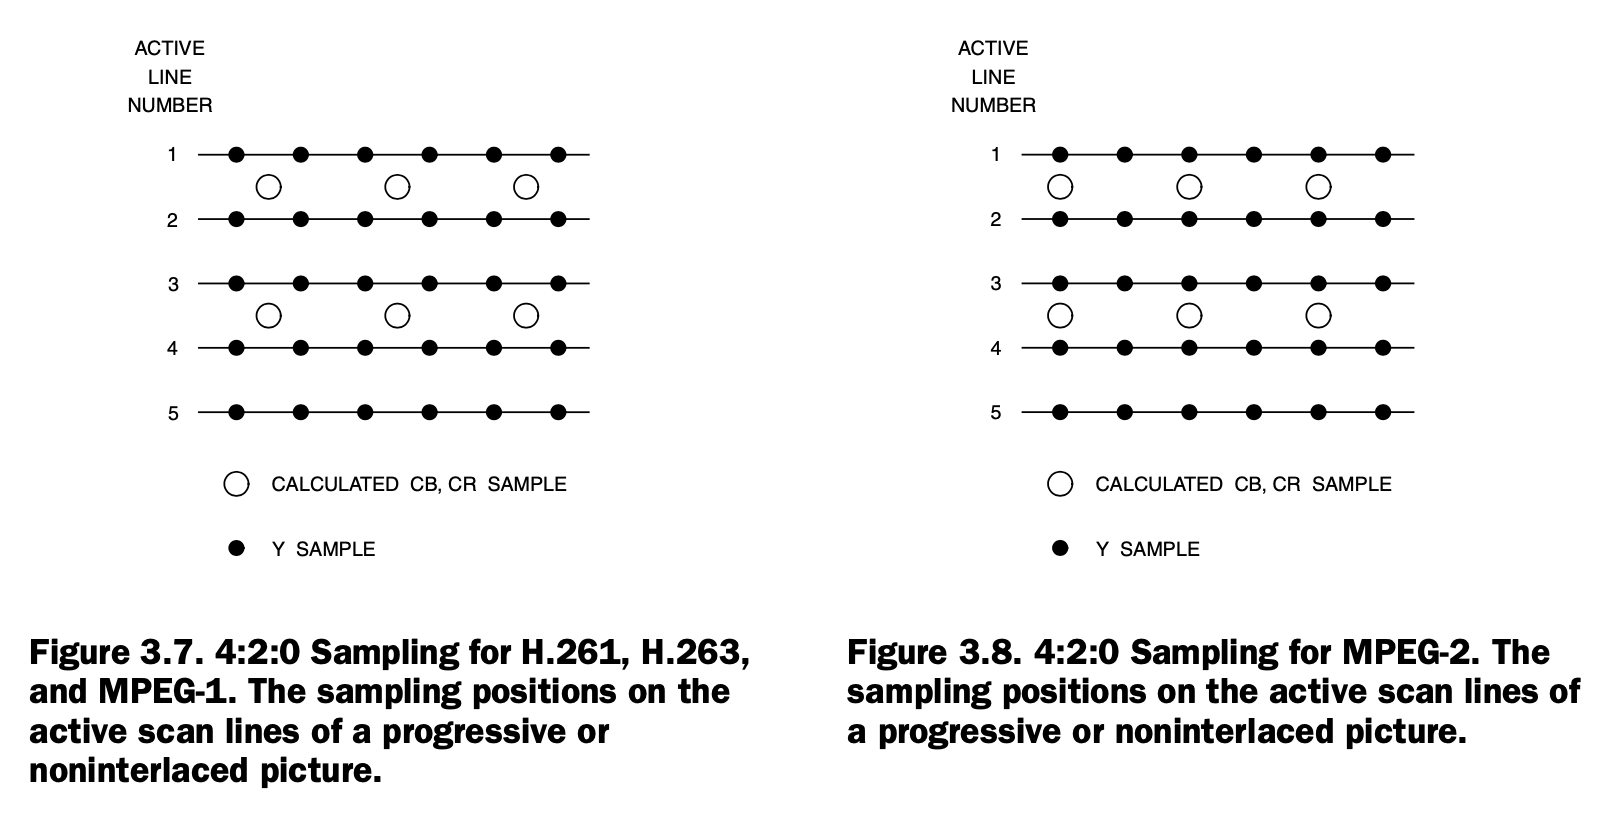 ACTIVE
LINE
NUMBER
1
2
3
4
5
CALCULATED CB, CR SAMPLE
Y SAMPLE
Figure 3.7. 4:2:0 Sampling for H.261, H.263,
and MPEG-1. The sampling positions on the
active scan lines of a progressive or
noninterlaced picture.
ACTIVE
LINE
NUMBER
1
2
3
4
5
CALCULATED CB, CR SAMPLE
Y SAMPLE
Figure 3.8. 4:2:0 Sampling for MPEG-2. The
sampling positions on the active scan lines of
a progressive or noninterlaced picture.